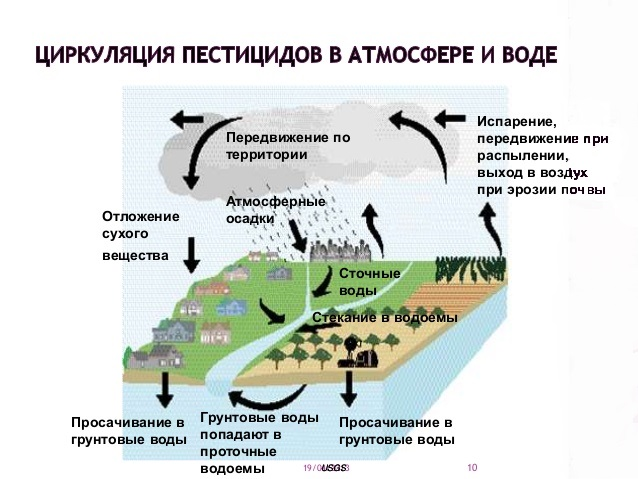 ЦИРКУЛЯЦИЯ ПЕСТИЦИДОВ В АТМОСФЕРЕ И ВОДЕ
Испарение,
передвижение при
распылении,
выход в воздух
при эрозии почвы
Передвижение по
территории
Атмосферные
осадки
Отложение
сухого
вещества
Сточные
воды
Стекание в водоемы
Просачивание в
грунтовые воды
Грунтовые воды
попадают в
проточные
водоемы
Просачивание в
грунтовые воды
USGS
10